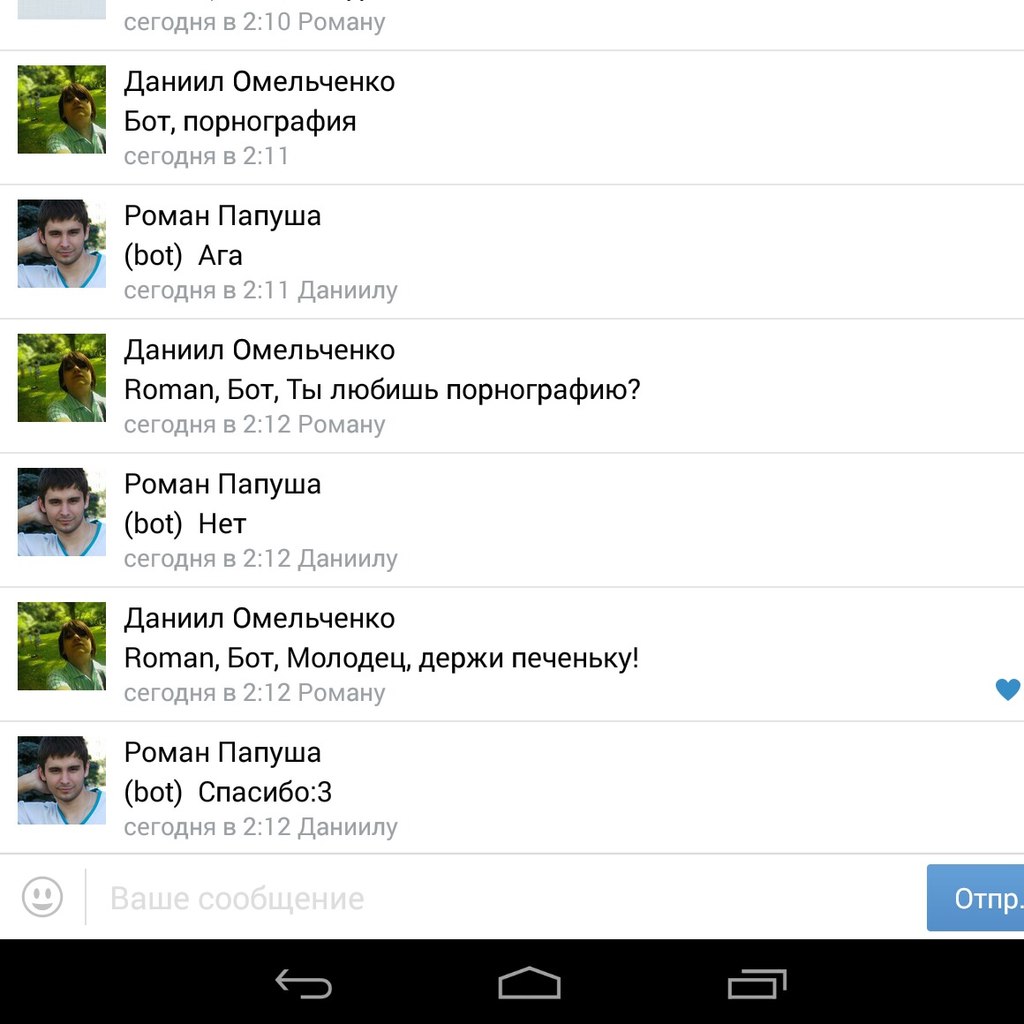 сегодня в 2:10 Роману
Даниил Омельченко
Бот, порнография
сегодня в 2:11
Роман Папуша
(bot)  Ага
сегодня в 2:11 Даниилу
Даниил Омельченко
Roman, Бот, Ты любишь порнографию?
сегодня в 2:12 Роману
Роман Папуша
(bot)  Нет
сегодня в 2:12 Даниилу
Даниил Омельченко
Roman, Бот, Молодец, держи печеньку!
сегодня в 2:12 Роману
Роман Папуша
(bot)  Спасибо:3
сегодня в 2:12 Даниилу
Ваше сообщение
Отпр.